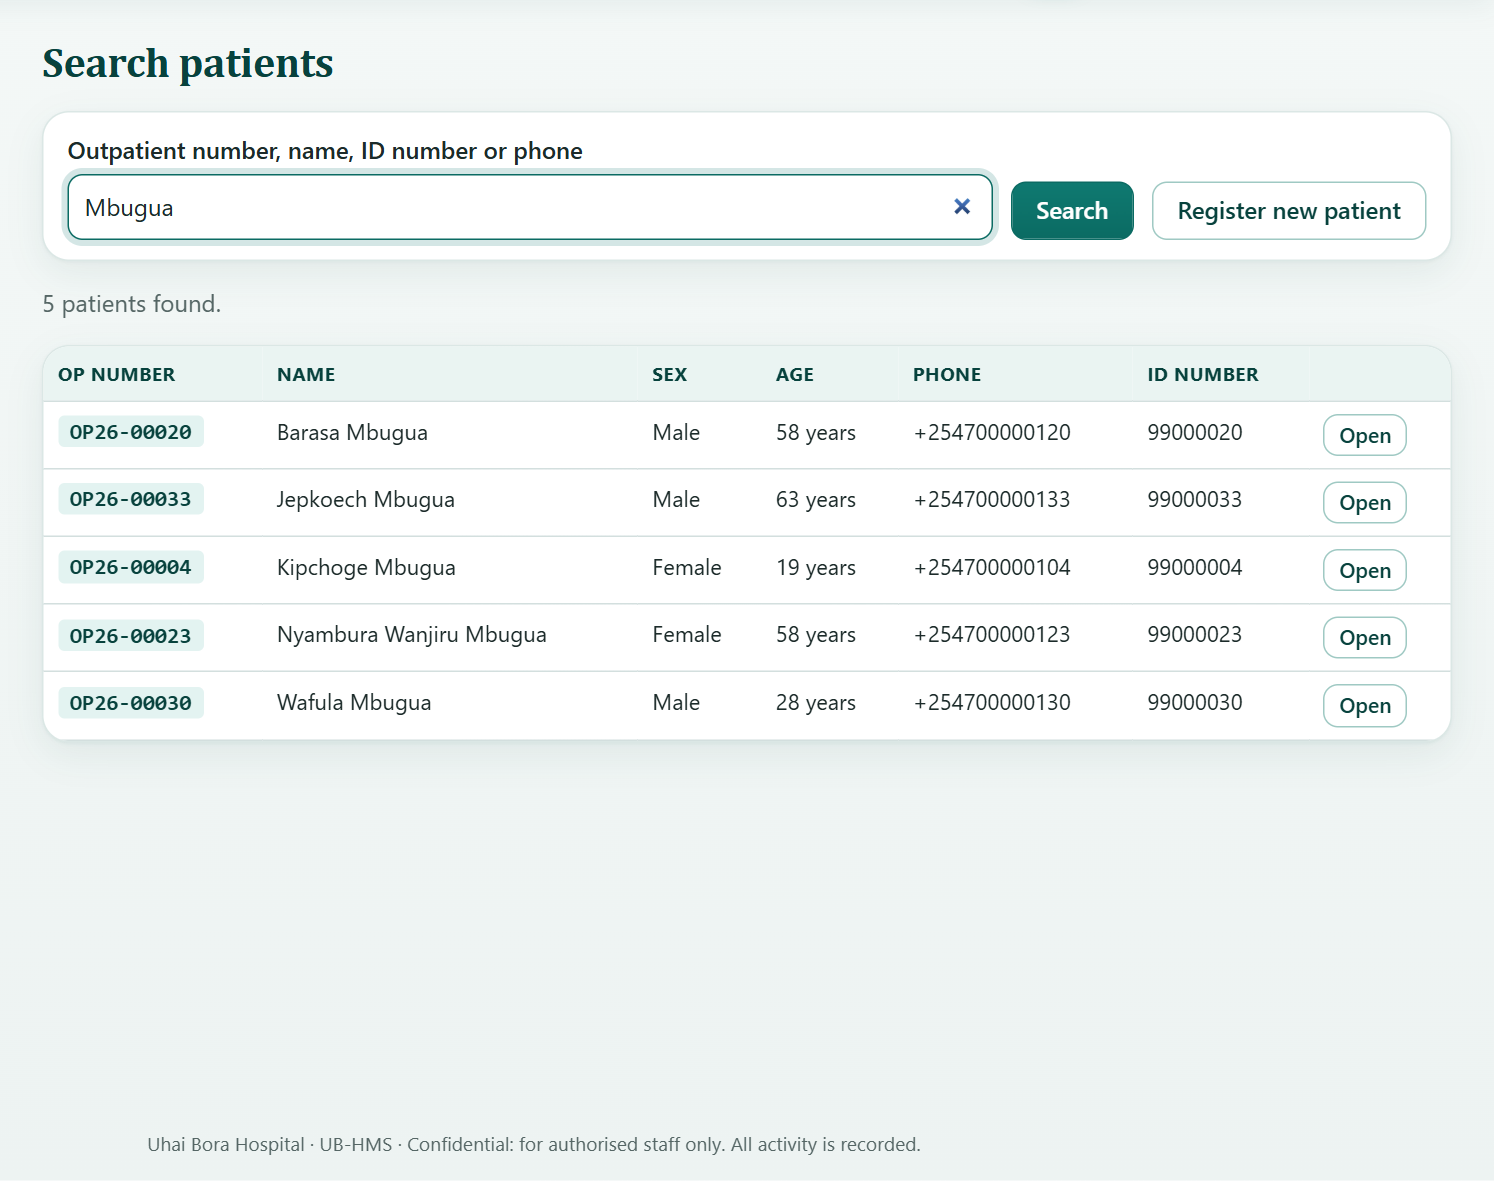 Search patients
Outpatient number, name, ID number or phone
Mbugua
Search
Register new patient
5 patients found.
OP NUMBER NAME SEX AGE PHONE ID NUMBER
OP26-00020 Barasa Mbugua Male 58 years +254700000120 99000020 Open
OP26-00033 Jepkoech Mbugua Male 63 years +254700000133 99000033 Open
OP26-00004 Kipchoge Mbugua Female 19 years +254700000104 99000004 Open
OP26-00023 Nyambura Wanjiru Mbugua Female 58 years +254700000123 99000023 Open
OP26-00030 Wafula Mbugua Male 28 years +254700000130 99000030 Open
Uhai Bora Hospital · UB-HMS · Confidential: for authorised staff only. All activity is recorded.